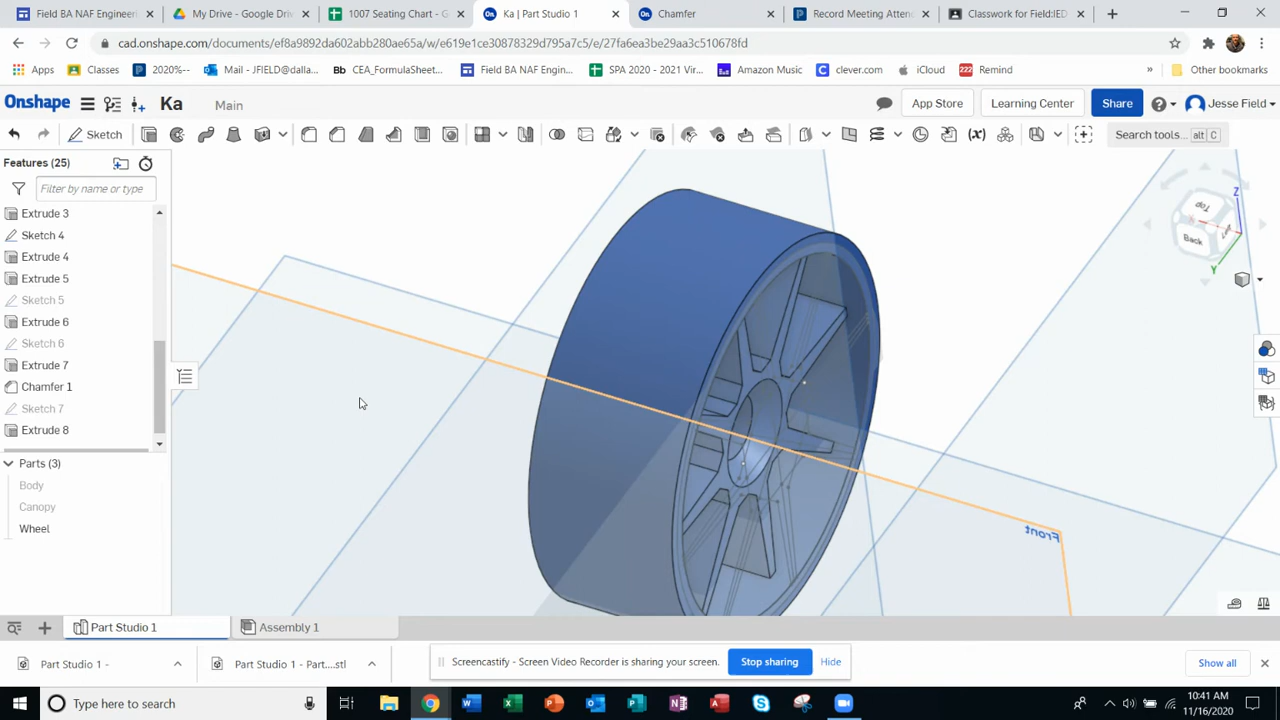 Field BA NAF Engineering
My Drive - Google Driv
1007 Seating Chart - G
Ka | Part Studio 1
Chamfer
Record Meeting Attend
Classwork for Field:IED
cad.onshape.com/documents/ef8a9892da602abb280ae65a/w/e619e1ce30878329d795a7c5/e/27fa6ea3be29aa3c510678fd
Apps
Classes
2020%--
Mail - JFIELD@dalla...
CEA_FormulaSheet...
Field BA NAF Engin...
SPA 2020 - 2021 Vir...
Amazon Music
clever.com
iCloud
Remind
»
Other bookmarks
Onshape
Ka
Main
App Store
Learning Center
Share
Jesse Field
Sketch
Search tools... alt C
Features (25)
Filter by name or type
Extrude 3
Sketch 4
Extrude 4
Extrude 5
Sketch 5
Extrude 6
Sketch 6
Extrude 7
Chamfer 1
Sketch 7
Extrude 8
Parts (3)
Body
Canopy
Wheel
Z
Top
Back
Y
Front
Part Studio 1
Assembly 1
Part Studio 1 -
Part Studio 1 - Part....stl
Screencastify - Screen Video Recorder is sharing your screen.
Stop sharing
Hide
Show all
Type here to search
10:41 AM
11/16/2020